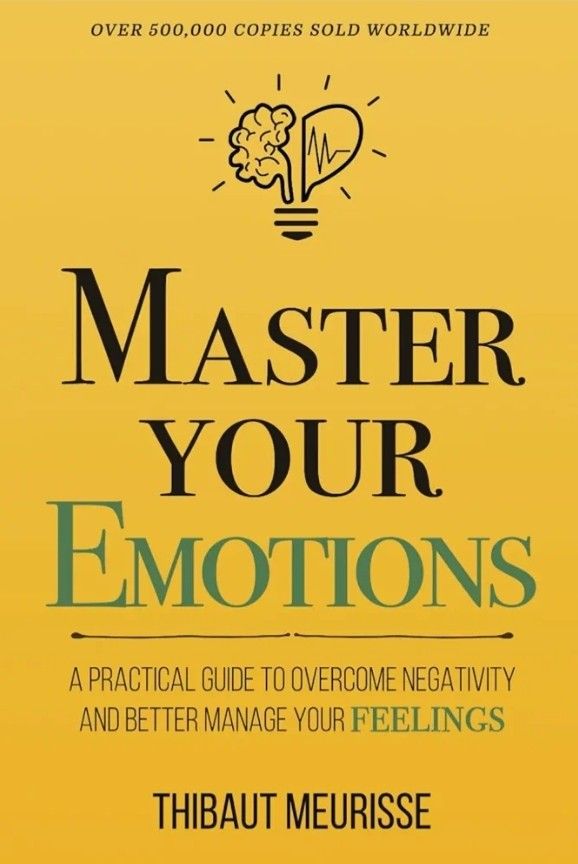 OVER 500,000 COPIES SOLD WORLDWIDE
MASTER
YOUR
EMOTIONS
A PRACTICAL GUIDE TO OVERCOME NEGATIVITY
AND BETTER MANAGE YOUR FEELINGS
THIBAUT MEURISSE